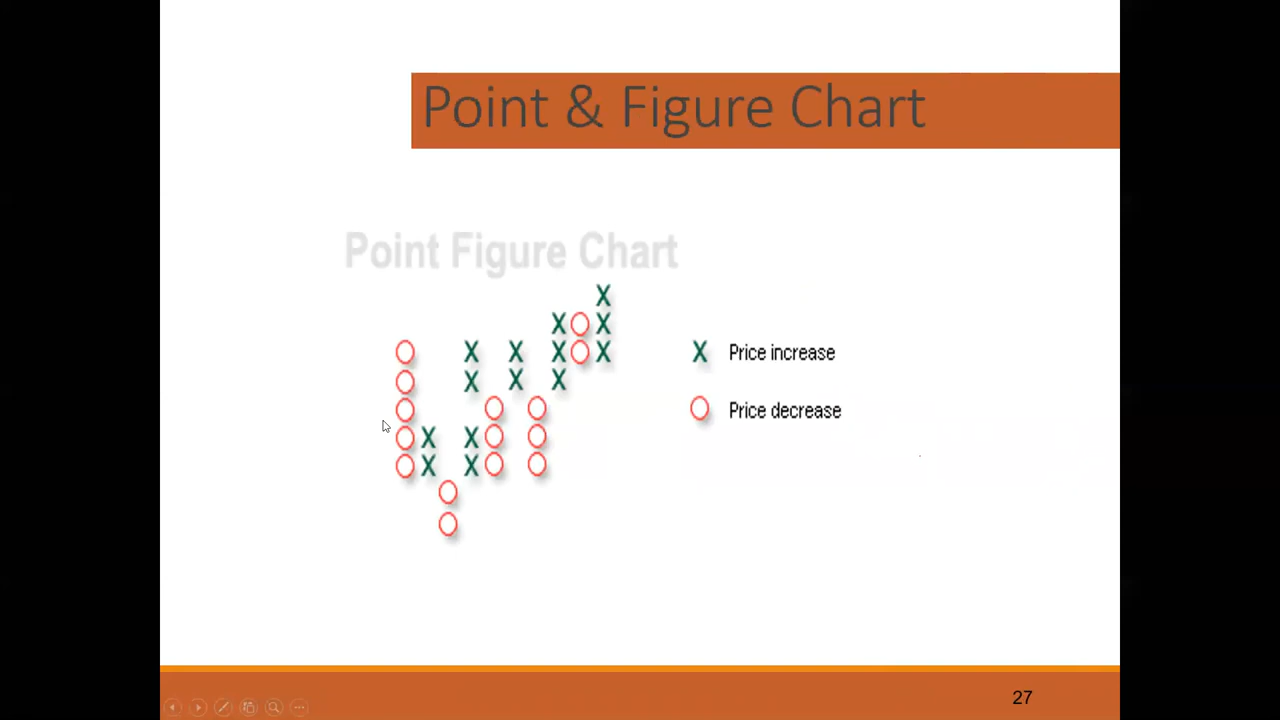 Point & Figure Chart
Point Figure Chart
X Price increase
O Price decrease
27